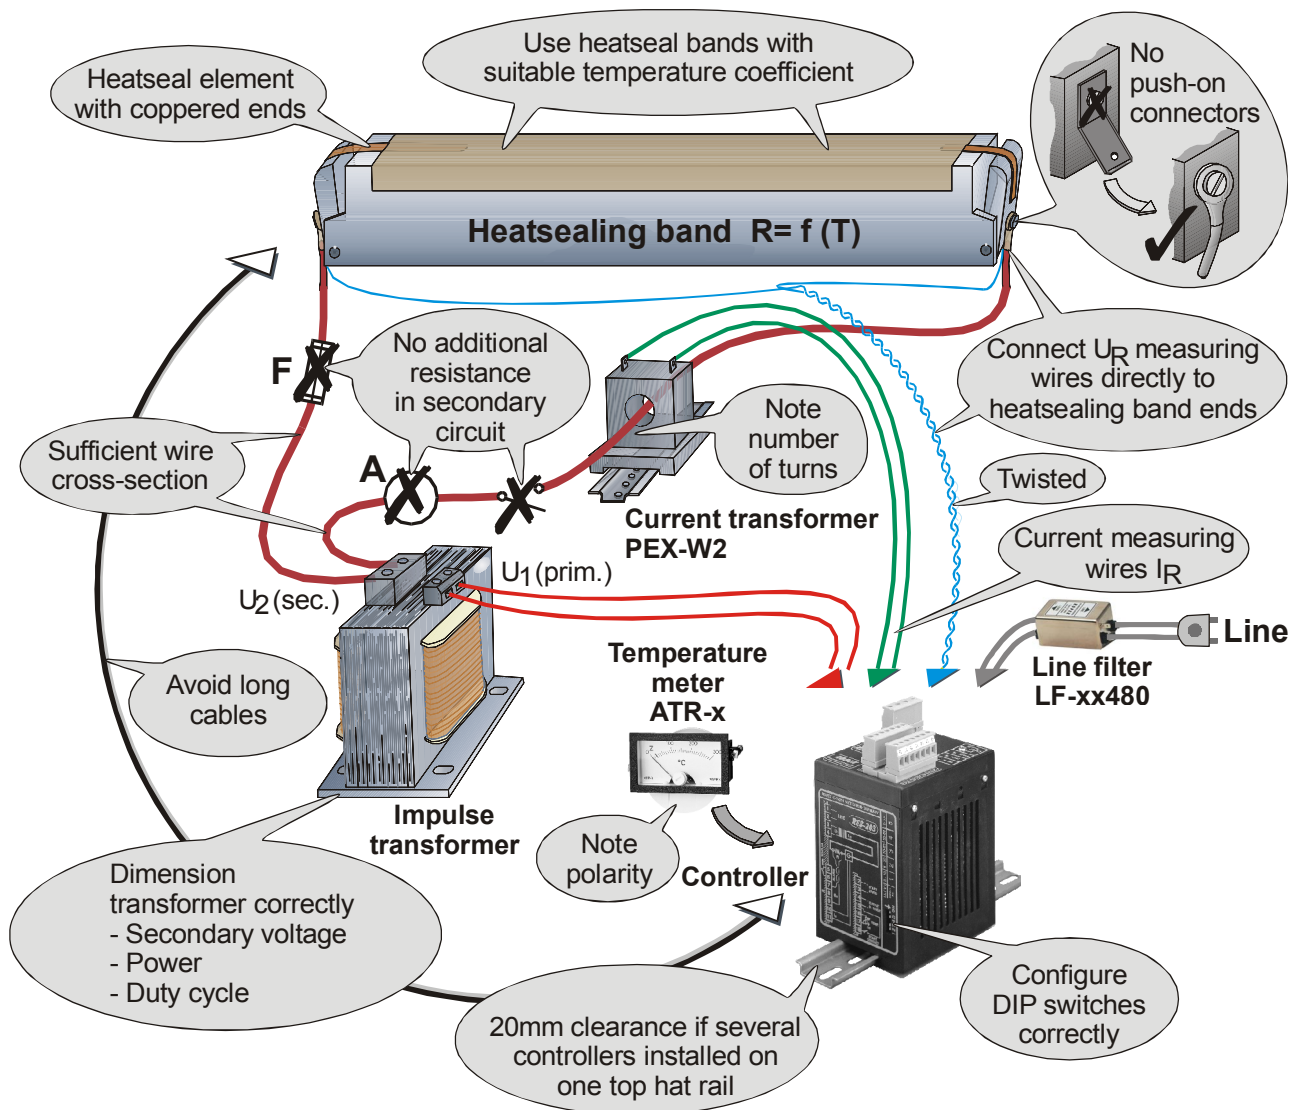 Use heatseal bands with
suitable temperature coefficient
Heatseal element
with coppered ends
No
push-on
connectors
Heatsealing band R= f (T)
F
No additional
resistance
in secondary
circuit
Connect UR measuring
wires directly to
heatsealing band ends
Note
number
of turns
Sufficient wire
cross-section
A
Twisted
Current transformer
PEX-W2
Current measuring
wires IR
U1 (prim.)
U2 (sec.)
Line
Temperature
meter
ATR-x
Line filter
LF-xx480
Avoid long
cables
°C
Impulse
transformer
Note
polarity
Controller
Dimension
transformer correctly
- Secondary voltage
- Power
- Duty cycle
Configure
DIP switches
correctly
20mm clearance if several
controllers installed on
one top hat rail